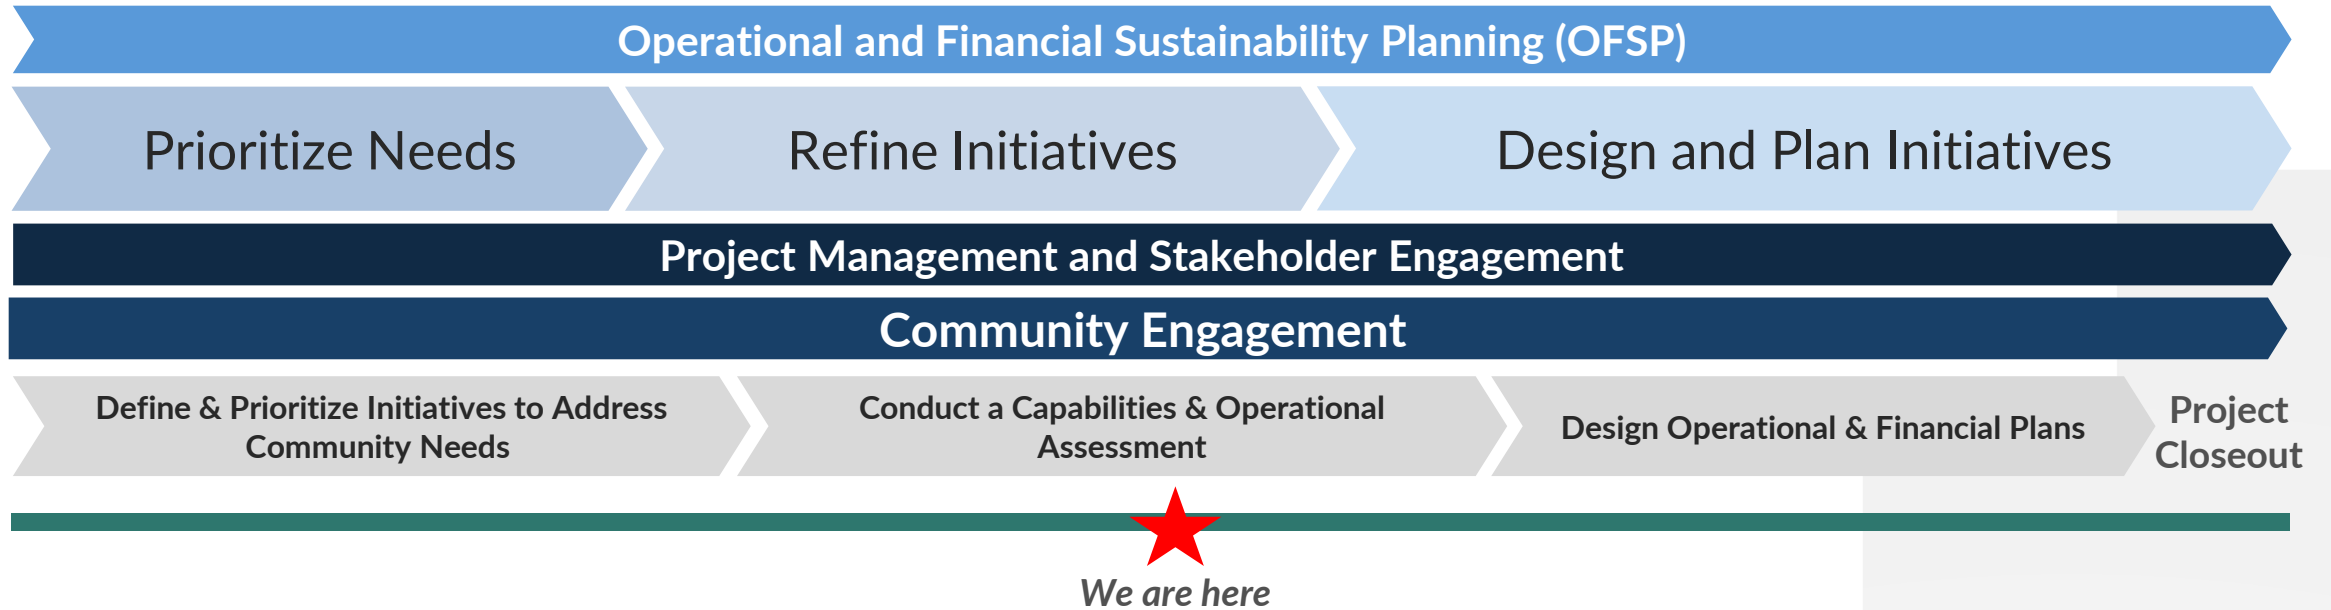 Operational and Financial Sustainability Planning (OFSP)
Prioritize Needs
Refine Initiatives
Design and Plan Initiatives
Project Management and Stakeholder Engagement
Community Engagement
Define & Prioritize Initiatives to Address
Community Needs
Conduct a Capabilities & Operational
Assessment
Design Operational & Financial Plans
Project
Closeout
We are here